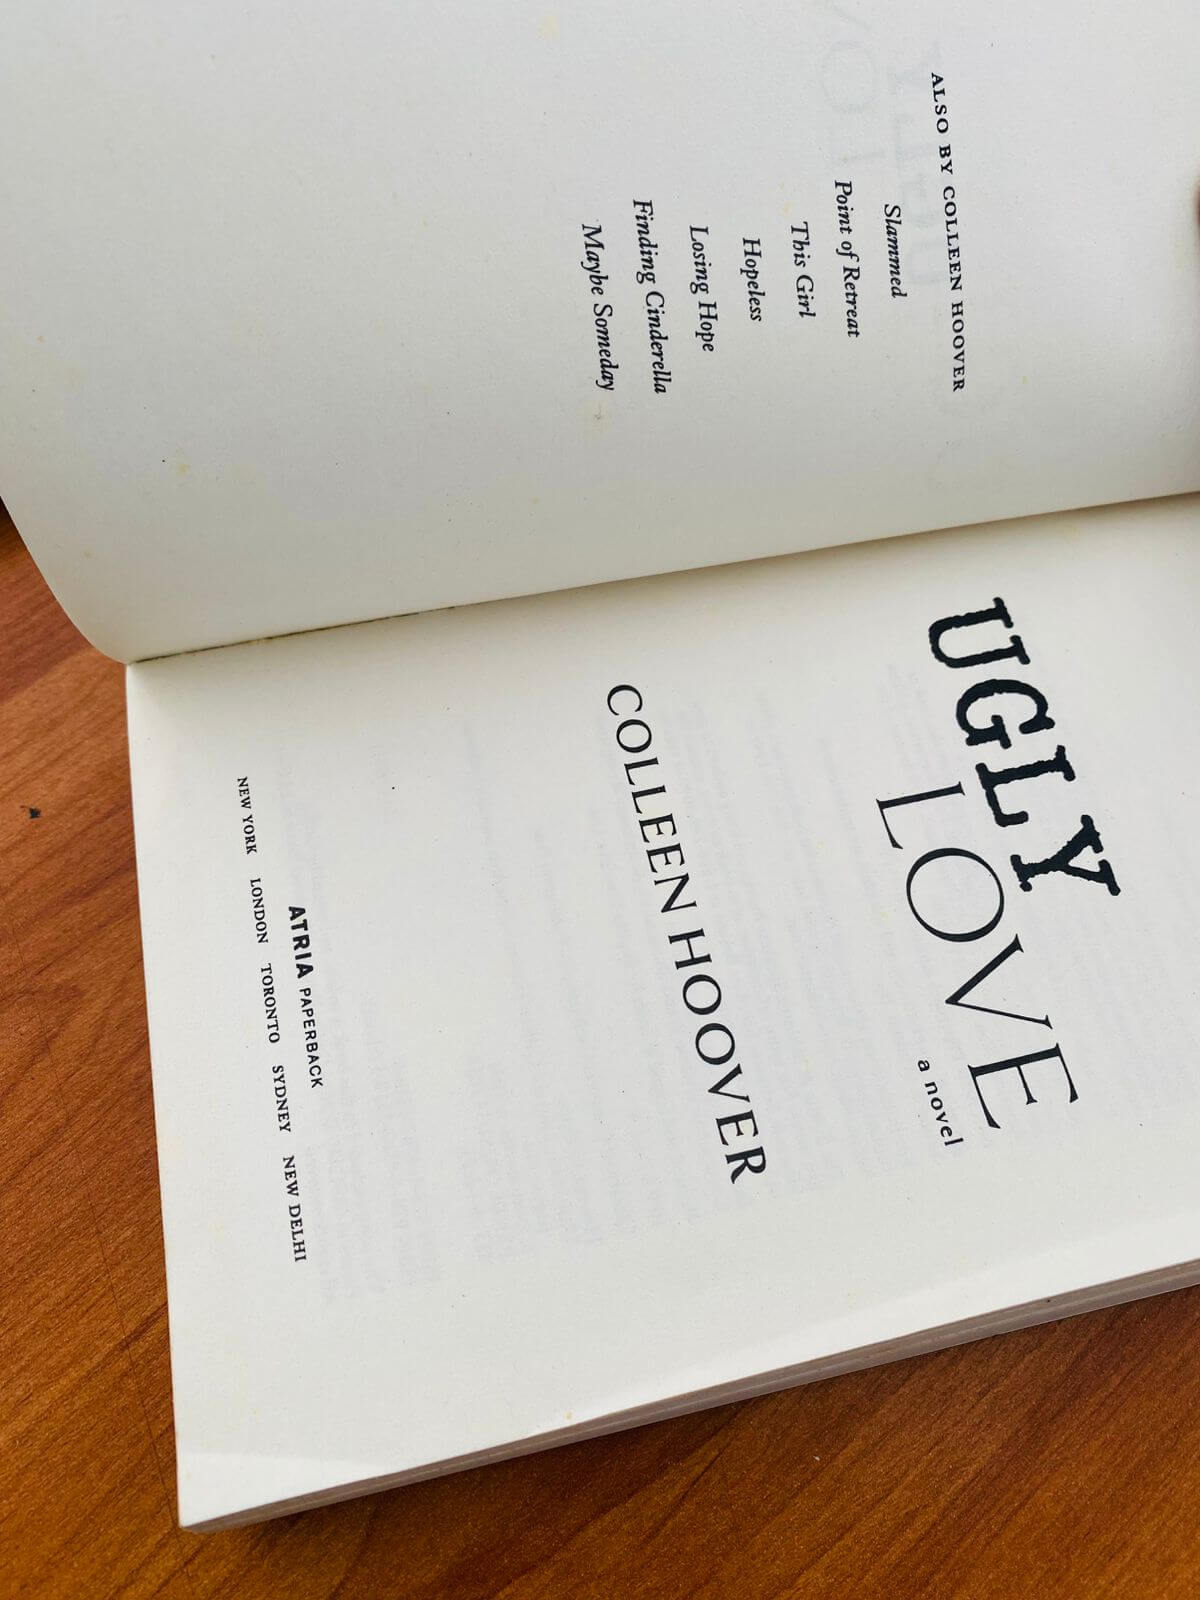 ALSO BY COLLEEN HOOVER
Slammed
Point of Retreat
This Girl
Hopeless
Losing Hope
Finding Cinderella
Maybe Someday
UGLY
LOVE
a novel
COLLEEN HOOVER
ATRIA PAPERBACK
NEW YORK LONDON TORONTO SYDNEY NEW DELHI